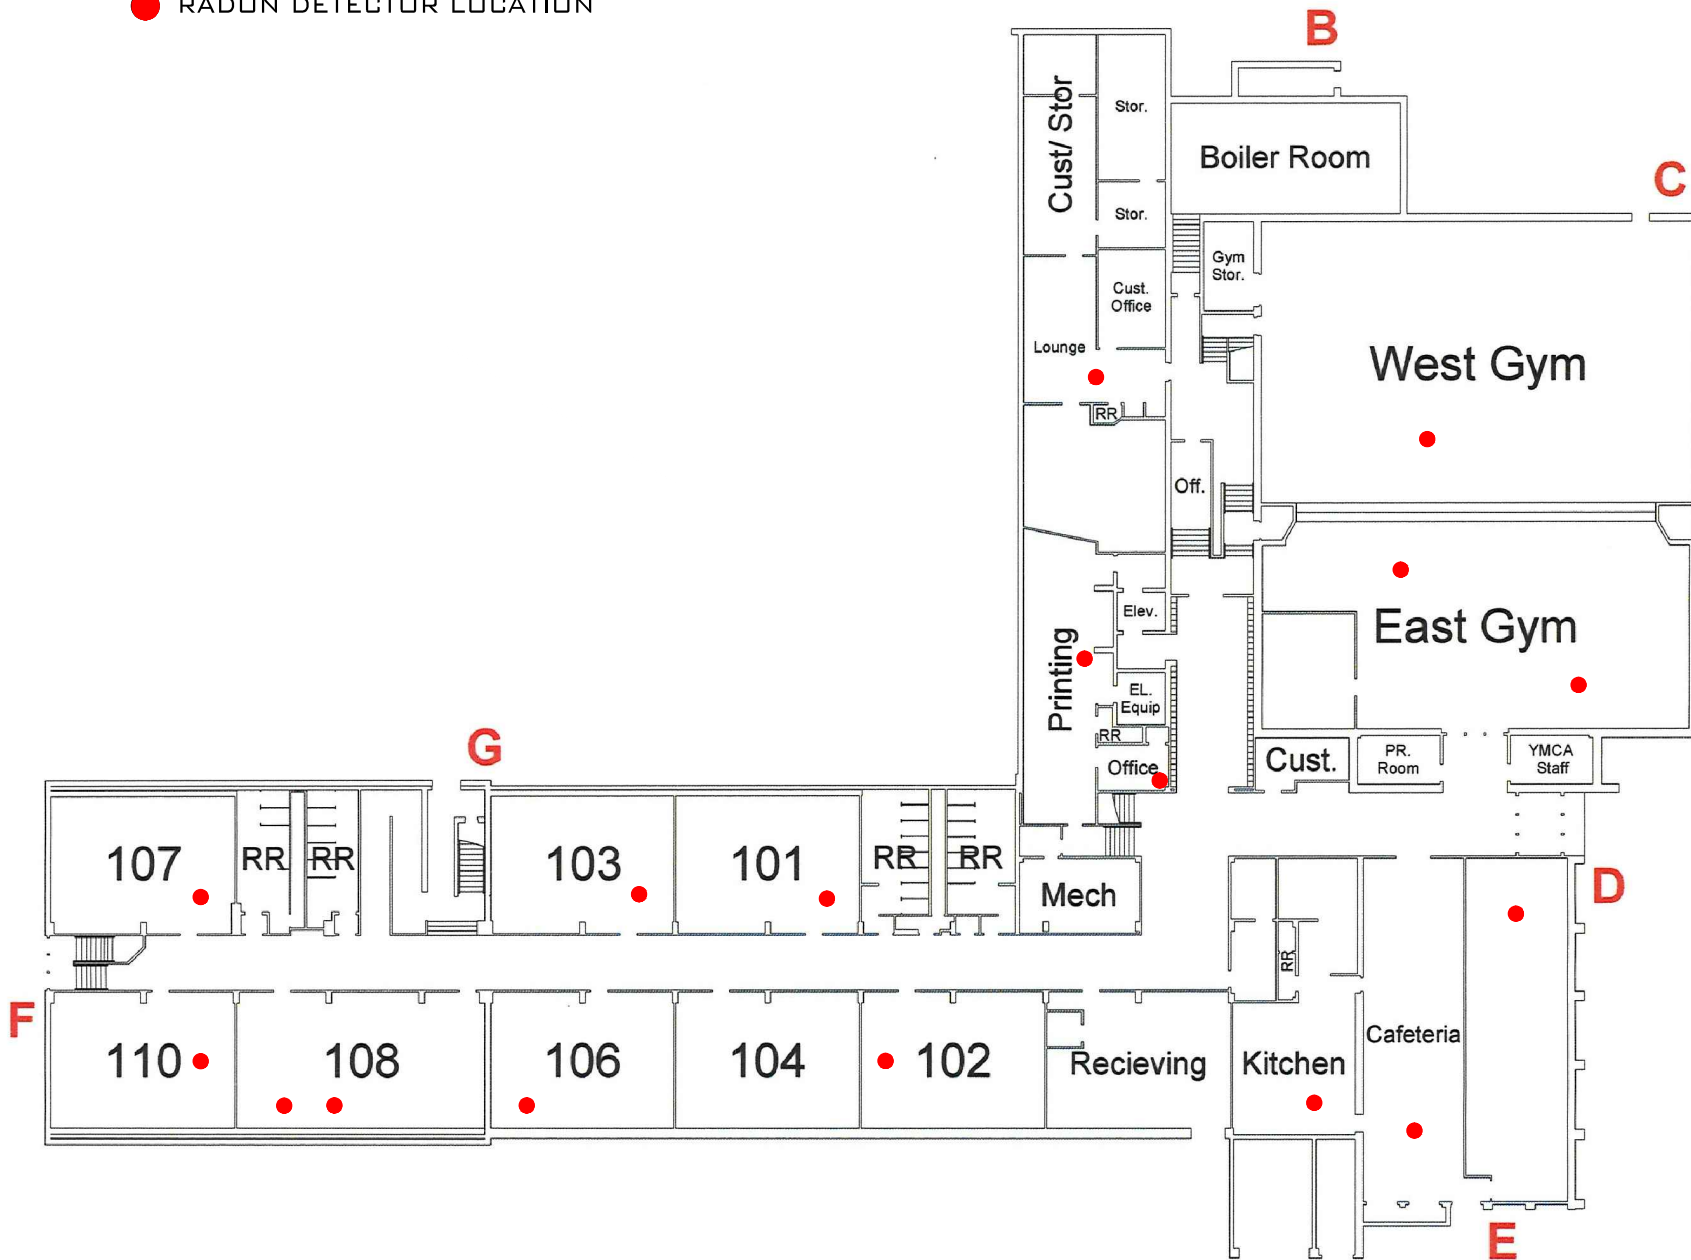 RADON DETECTOR LOCATION
B
Cust/ Stor
Stor.
Boiler Room
C
Stor.
Gym
Stor.
Cust.
Office
Lounge
West Gym
RR
Off.
Elev.
East Gym
Printing
EL.
Equip
RR
Office
Cust.
PR.
Room
YMCA
Staff
G
107
RR
RR
103
101
RR
RR
Mech
D
RR
F
110
108
106
104
102
Recieving
Kitchen
Cafeteria
E